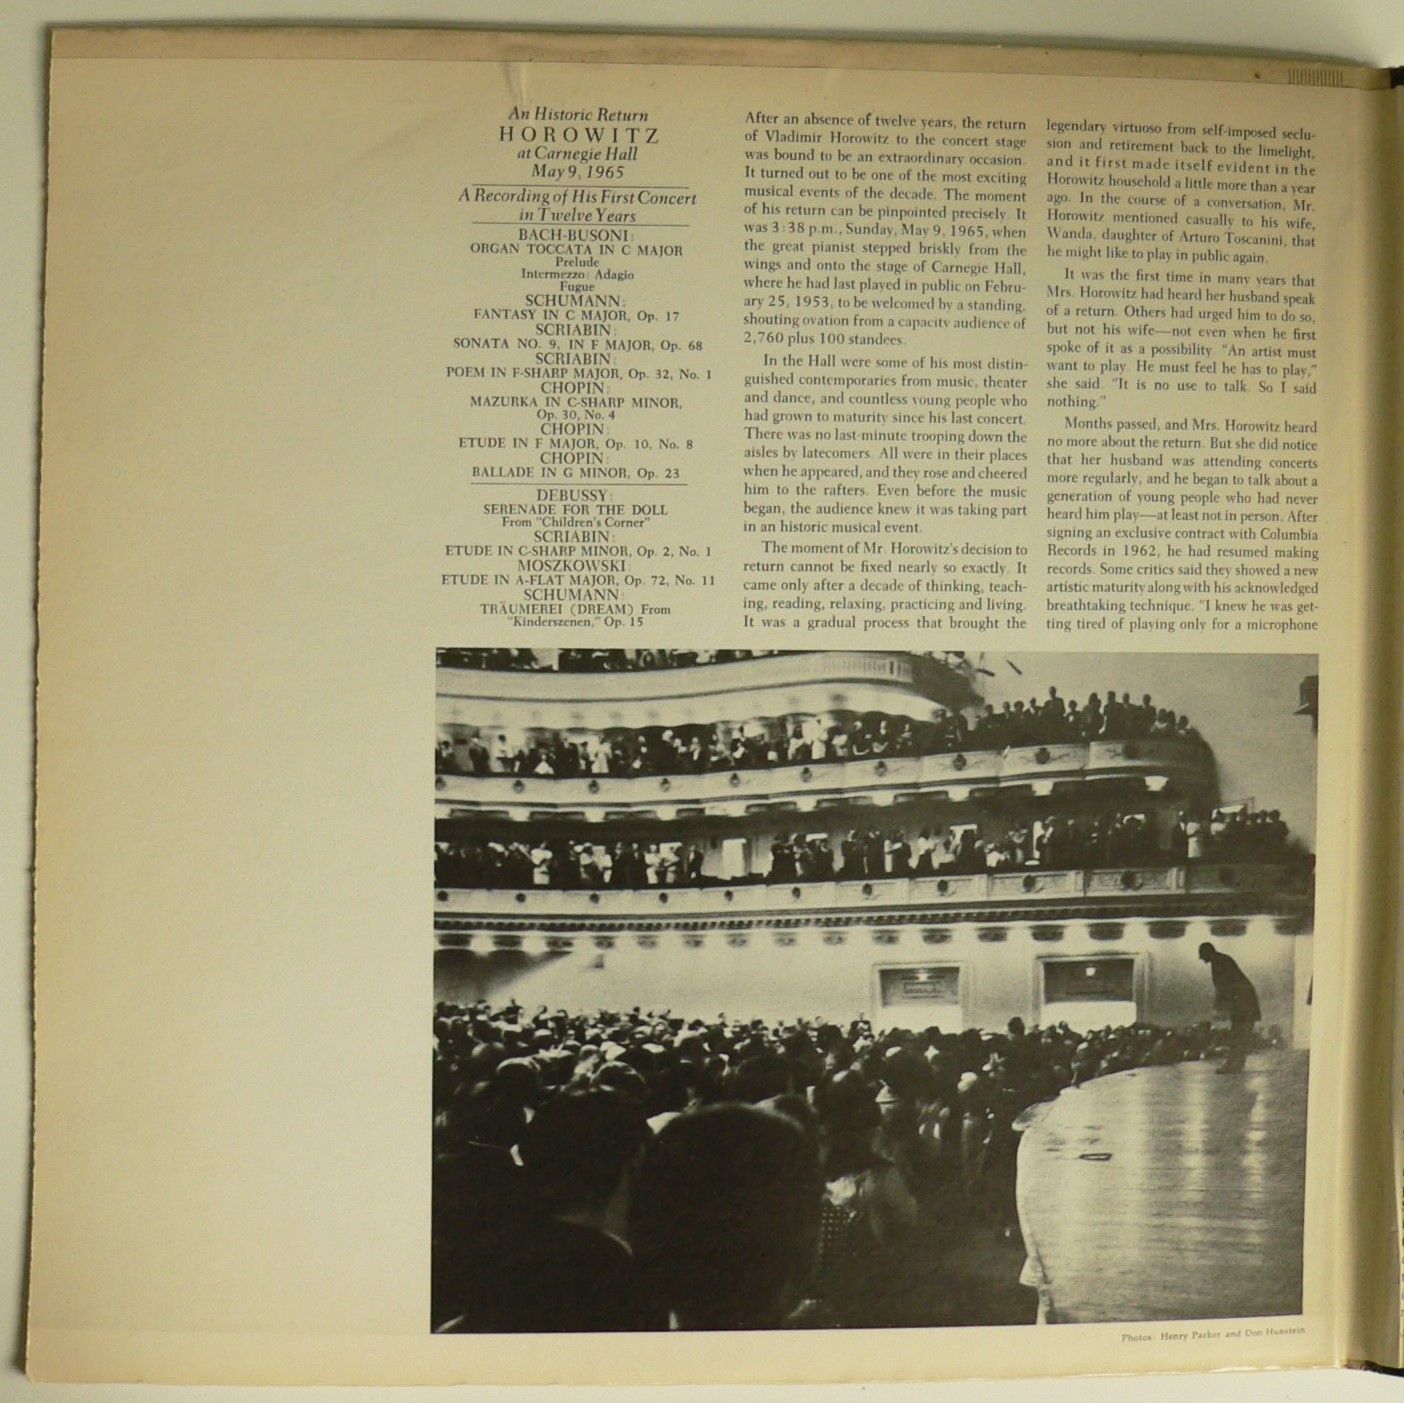 An Historic Return
HOROWITZ
at Carnegie Hall
May 9, 1965
A Recording of His First Concert
in Twelve Years
BACH-BUSONI:
ORGAN TOCCATA IN C MAJOR
Prelude
Intermezzo: Adagio
Fugue
SCHUMANN:
FANTASY IN C MAJOR, Op. 17
SCRIABIN:
SONATA NO. 9, IN F MAJOR, Op. 68
SCRIABIN:
POEM IN F-SHARP MAJOR, Op. 32, No. 1
CHOPIN:
MAZURKA IN C-SHARP MINOR,
Op. 30, No. 4
CHOPIN:
ETUDE IN F MAJOR, Op. 10, No. 8
CHOPIN:
BALLADE IN G MINOR, Op. 23
DEBUSSY:
SERENADE FOR THE DOLL
From "Children's Corner"
SCRIABIN:
ETUDE IN C-SHARP MINOR, Op. 2, No. 1
MOSZKOWSKI:
ETUDE IN A-FLAT MAJOR, Op. 72, No. 11
SCHUMANN:
TRÄUMEREI (DREAM) From
"Kinderszenen," Op. 15
After an absence of twelve years, the return
of Vladimir Horowitz to the concert stage
was bound to be an extraordinary occasion.
It turned out to be one of the most exciting
musical events of the decade. The moment
of his return can be pinpointed precisely. It
was 3:38 p.m., Sunday, May 9, 1965, when
the great pianist stepped briskly from the
wings and onto the stage of Carnegie Hall,
where he had last played in public on Febru-
ary 25, 1953, to be welcomed by a standing,
shouting ovation from a capacity audience of
2,760 plus 100 standees.
In the Hall were some of his most distin-
guished contemporaries from music, theater
and dance, and countless young people who
had grown to maturity since his last concert.
There was no last-minute trooping down the
aisles by latecomers. All were in their places
when he appeared, and they rose and cheered
him to the rafters. Even before the music
began, the audience knew it was taking part
in an historic musical event.
The moment of Mr. Horowitz's decision to
return cannot be fixed nearly so exactly. It
came only after a decade of thinking, teach-
ing, reading, relaxing, practicing and living.
It was a gradual process that brought the
legendary virtuoso from self-imposed seclu-
sion and retirement back to the limelight,
and it first made itself evident in the
Horowitz household a little more than a year
ago. In the course of a conversation, Mr.
Horowitz mentioned casually to his wife,
Wanda, daughter of Arturo Toscanini, that
he might like to play in public again.
It was the first time in many years that
Mrs. Horowitz had heard her husband speak
of a return. Others had urged him to do so,
but not his wife—not even when he first
spoke of it as a possibility. "An artist must
want to play. He must feel he has to play,"
she said. "It is no use to talk. So I said
nothing."
Months passed, and Mrs. Horowitz heard
no more about the return. But she did notice
that her husband was attending concerts
more regularly, and he began to talk about a
generation of young people who had never
heard him play—at least not in person. After
signing an exclusive contract with Columbia
Records in 1962, he had resumed making
records. Some critics said they showed a new
artistic maturity along with his acknowledged
breathtaking technique. "I knew he was get-
ting tired of playing only for a microphone
Photos: Henry Parker and Don Hunstein